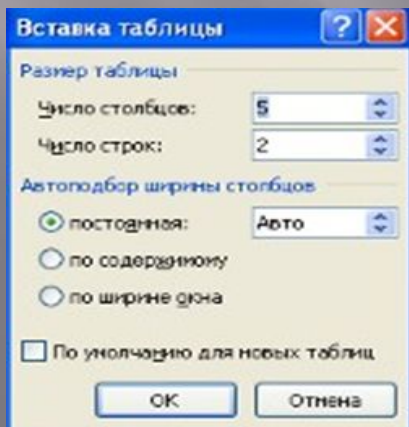 Вставка таблицы
Размер таблицы
Число столбцов: 5
Число строк: 2
Автоподбор ширины столбцов
постоянная: Авто
по содержимому
по ширине окна
По умолчанию для новых таблиц
ОК Отмена